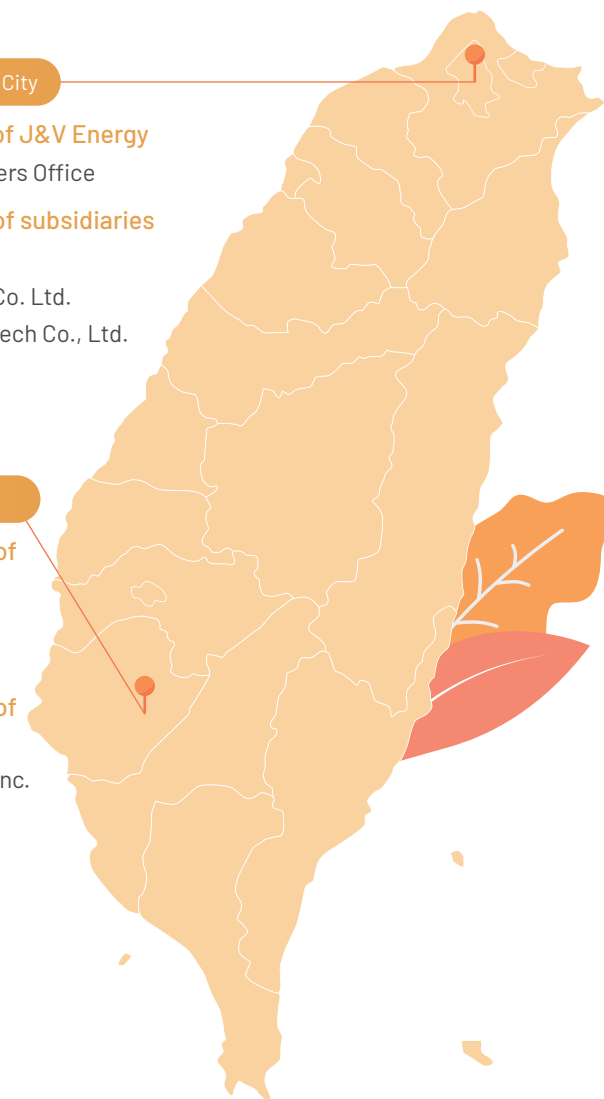 City
of J&V Energy
ers Office
of subsidiaries
Co. Ltd.
ech Co., Ltd.
of
of
nc.